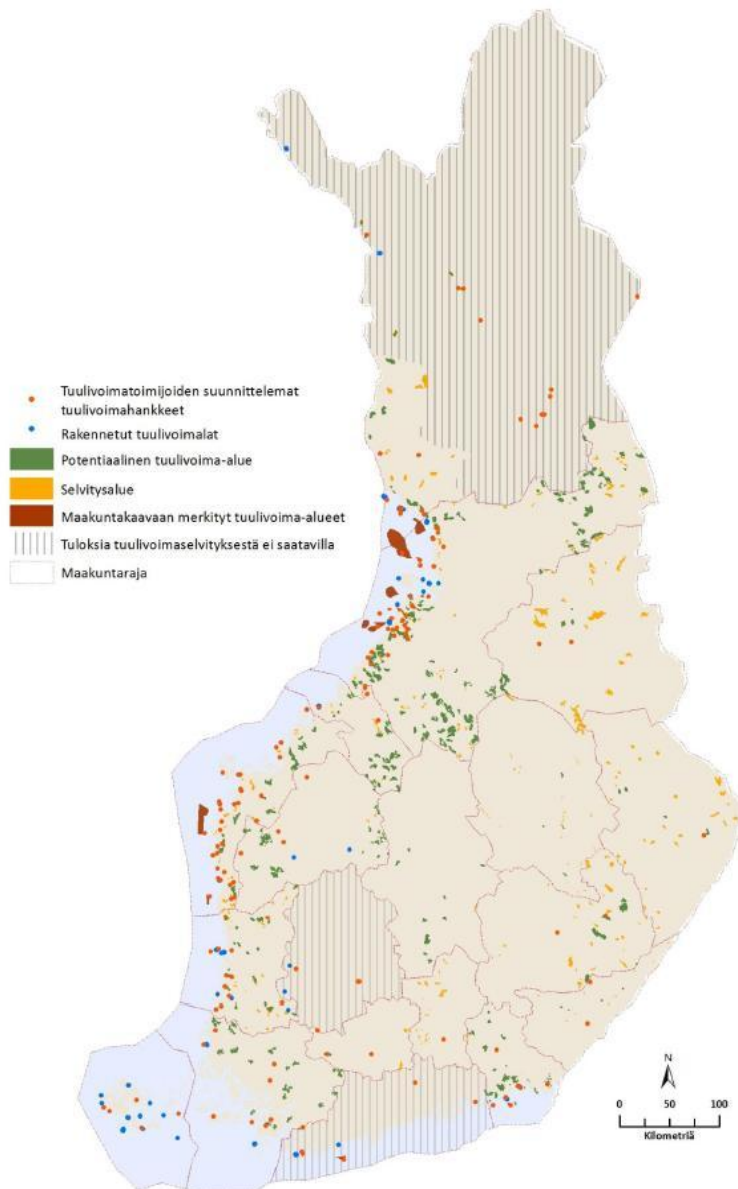 Tuulivoimatoimijoiden suunnittelemat
tuulivoimahankkeet
Rakennetut tuulivoimalat
Potentiaalinen tuulivoima-alue
Selvitysalue
Maakuntakaavaan merkityt tuulivoima-alueet
Tuloksia tuulivoimaselvityksestä ei saatavilla
Maakuntaraja
N
0 50 100
Kilometriä